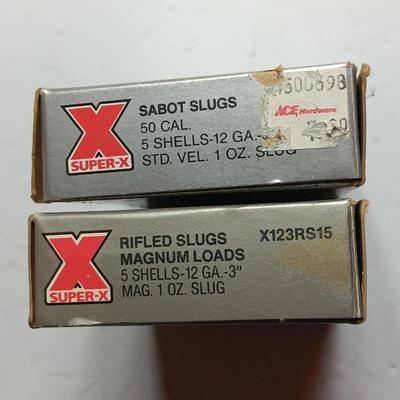 X
SUPER-X
SABOT SLUGS
50 CAL.
5 SHELLS-12 GA.-
STD. VEL. 1 OZ. SLUG
ACE Hardware
X
SUPER-X
RIFLED SLUGS X123RS15
MAGNUM LOADS
5 SHELLS-12 GA.-3"
MAG. 1 OZ. SLUG